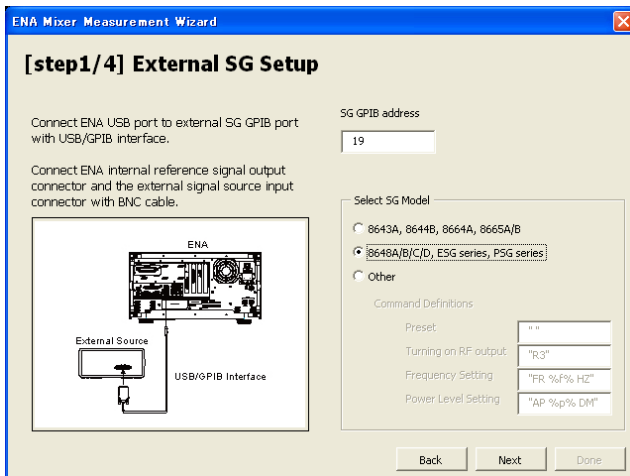 ENA Mixer Measurement Wizard
[step1/4] External SG Setup
Connect ENA USB port to external SG GPIB port
with USB/GPIB interface.
Connect ENA internal reference signal output
connector and the external signal source input
connector with BNC cable.
ENA
External Source
USB/GPIB Interface
SG GPIB address
19
Select SG Model
8643A, 8644B, 8664A, 8665A/B
8648A/B/C/D, ESG series, PSG series
Other
Command Definitions
Preset
" "
Turning on RF output
"R3"
Frequency Setting
"FR %f% HZ"
Power Level Setting
"AP %p% DM"
Back
Next
Done